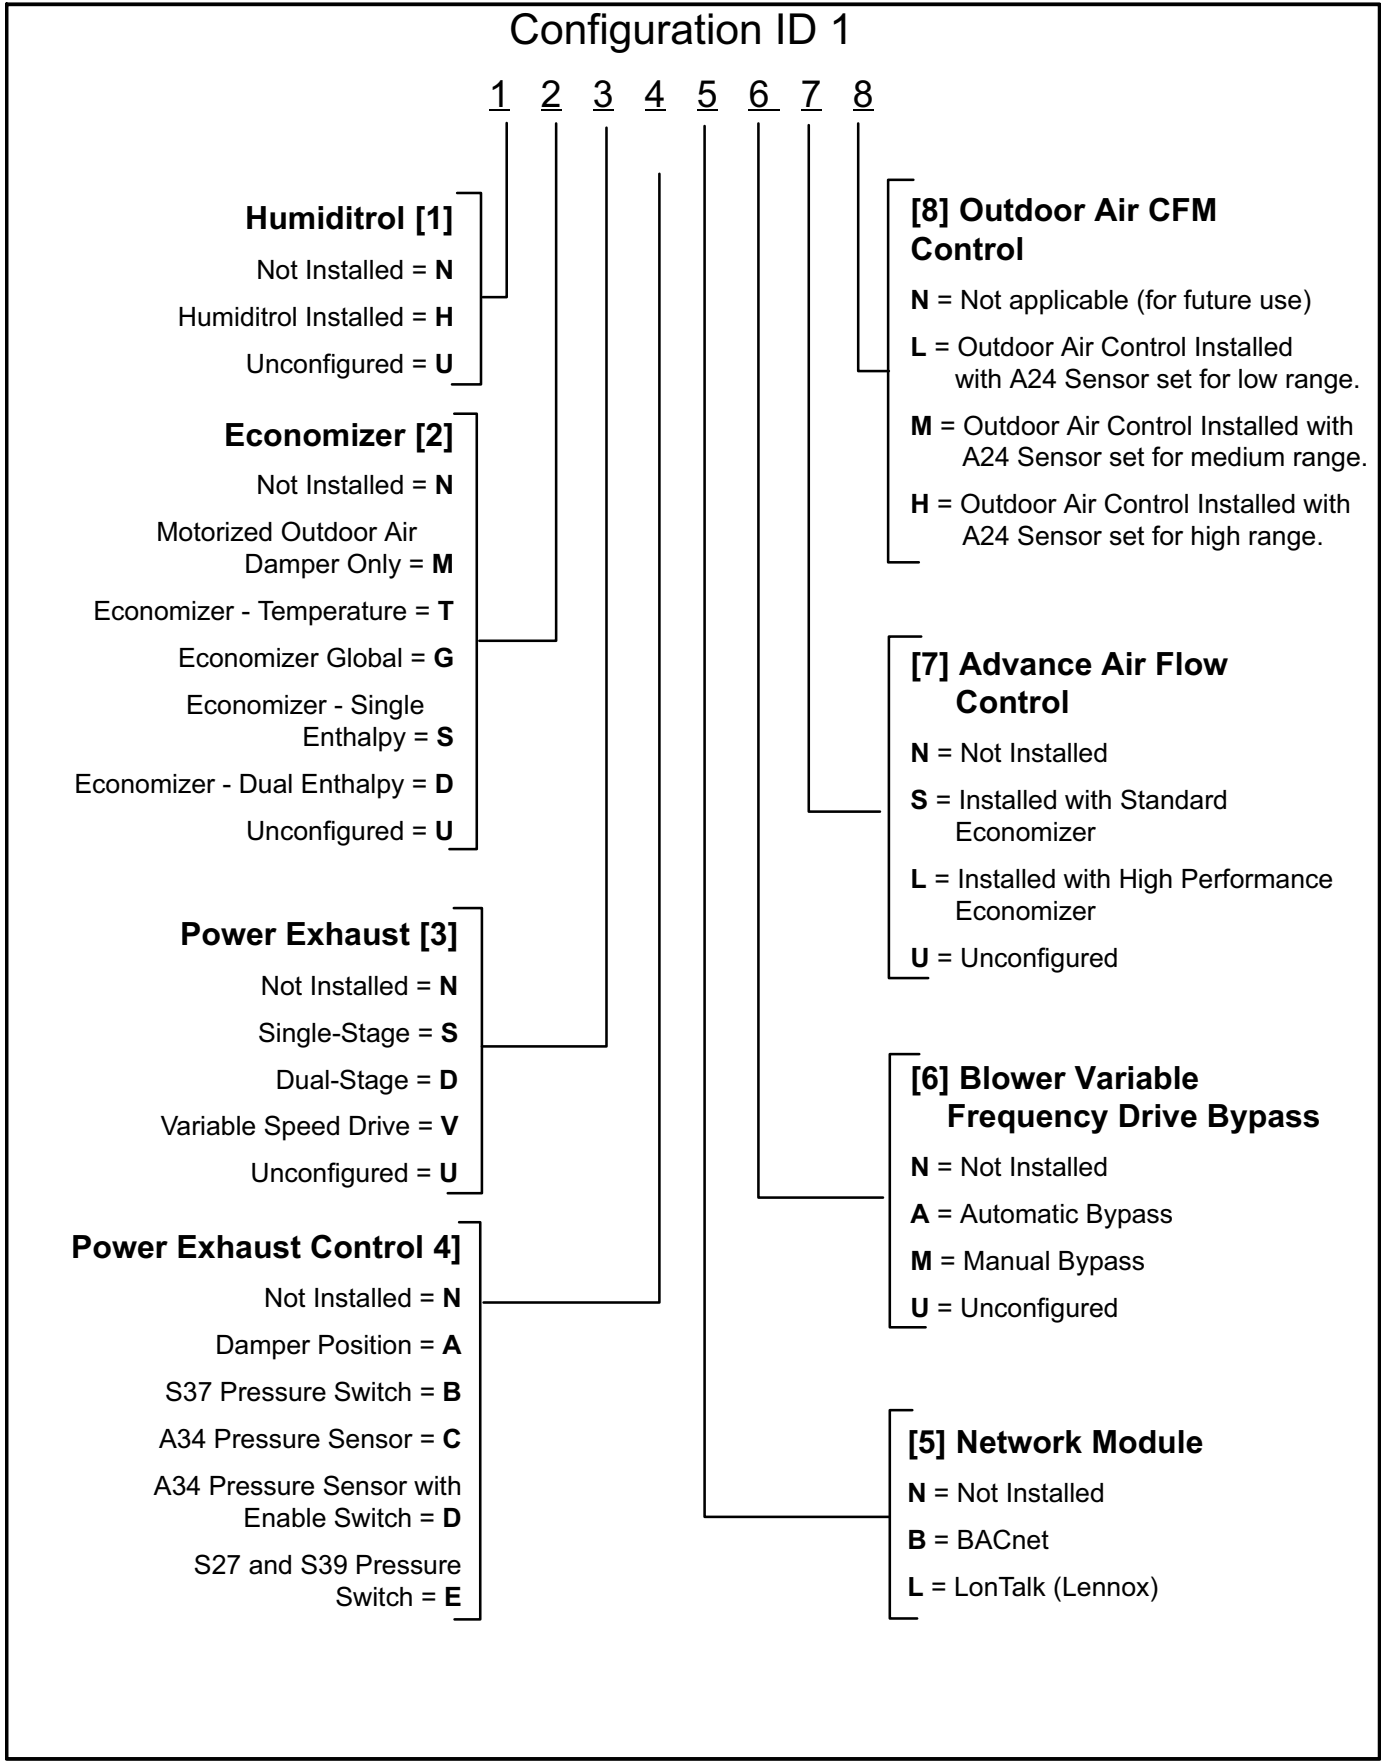 Configuration ID 1
1 2 3 4 5 6 7 8
Humiditrol [1]
Not Installed = N
Humiditrol Installed = H
Unconfigured = U
Economizer [2]
Not Installed = N
Motorized Outdoor Air
Damper Only = M
Economizer - Temperature = T
Economizer Global = G
Economizer - Single
Enthalpy = S
Economizer - Dual Enthalpy = D
Unconfigured = U
Power Exhaust [3]
Not Installed = N
Single-Stage = S
Dual-Stage = D
Variable Speed Drive = V
Unconfigured = U
Power Exhaust Control 4]
Not Installed = N
Damper Position = A
S37 Pressure Switch = B
A34 Pressure Sensor = C
A34 Pressure Sensor with
Enable Switch = D
S27 and S39 Pressure
Switch = E
[8] Outdoor Air CFM
Control
N = Not applicable (for future use)
L = Outdoor Air Control Installed
with A24 Sensor set for low range.
M = Outdoor Air Control Installed with
A24 Sensor set for medium range.
H = Outdoor Air Control Installed with
A24 Sensor set for high range.
[7] Advance Air Flow
Control
N = Not Installed
S = Installed with Standard
Economizer
L = Installed with High Performance
Economizer
U = Unconfigured
[6] Blower Variable
Frequency Drive Bypass
N = Not Installed
A = Automatic Bypass
M = Manual Bypass
U = Unconfigured
[5] Network Module
N = Not Installed
B = BACnet
L = LonTalk (Lennox)